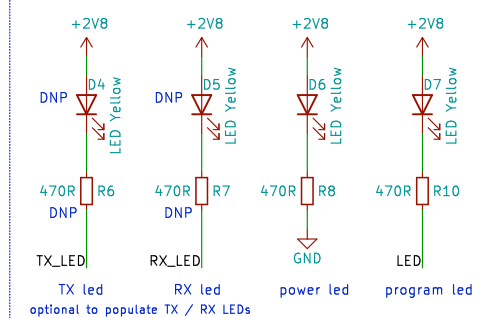 +2V8 +2V8 +2V8 +2V8
D4 D5 D6 D7
DNP DNP
LED Yellow LED Yellow LED Yellow LED Yellow
470R R6 470R R7 470R R8 470R R10
DNP DNP
TX_LED RX_LED GND LED
TX led RX led power led program led
optional to populate TX / RX LEDs